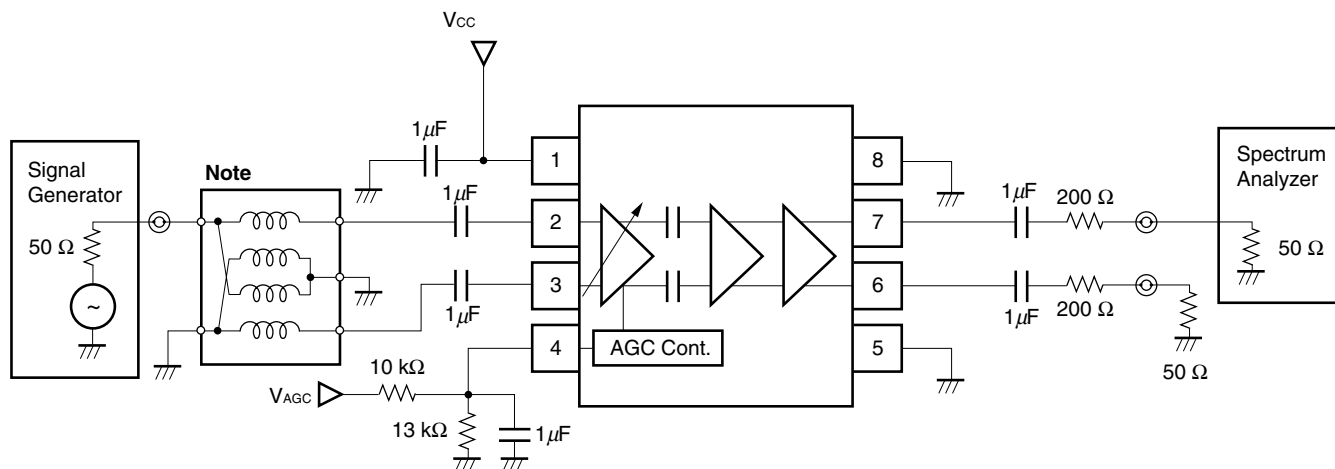 VCC
1μF
Signal
Generator
50 Ω
~
Note
1μF
1μF
1
2
3
4
AGC Cont.
8
7
6
5
1μF
200 Ω
1μF
200 Ω
Spectrum
Analyzer
50 Ω
50 Ω
VAGC
10 kΩ
13 kΩ
1μF